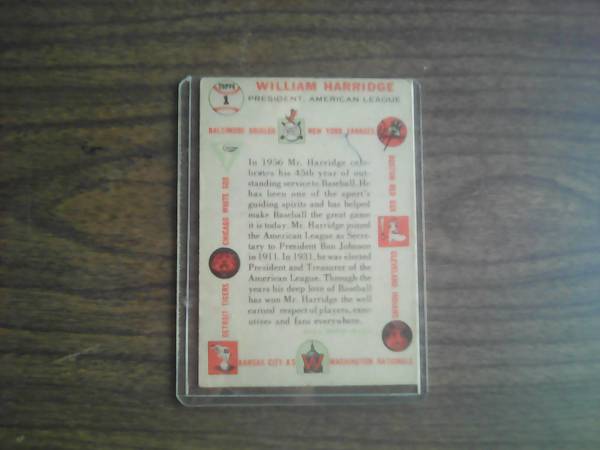 TOPPS
1
WILLIAM HARRIDGE
PRESIDENT, AMERICAN LEAGUE
BALTIMORE ORIOLES
NEW YORK YANKEES
BOSTON RED SOX
CLEVELAND INDIANS
WASHINGTON NATIONALS
KANSAS CITY A'S
DETROIT TIGERS
CHICAGO WHITE SOX
In 1956 Mr. Harridge cele-
brates his 45th year of out-
standing service to Baseball. He
has been one of the sport's
guiding spirits and has helped
make Baseball the great game
it is today. Mr. Harridge joined
the American League as Secre-
tary to President Ban Johnson
in 1911. In 1931, he was elected
President and Treasurer of the
American League. Through the
years his deep love of Baseball
has won Mr. Harridge the well
earned respect of players, exec-
utives and fans everywhere.